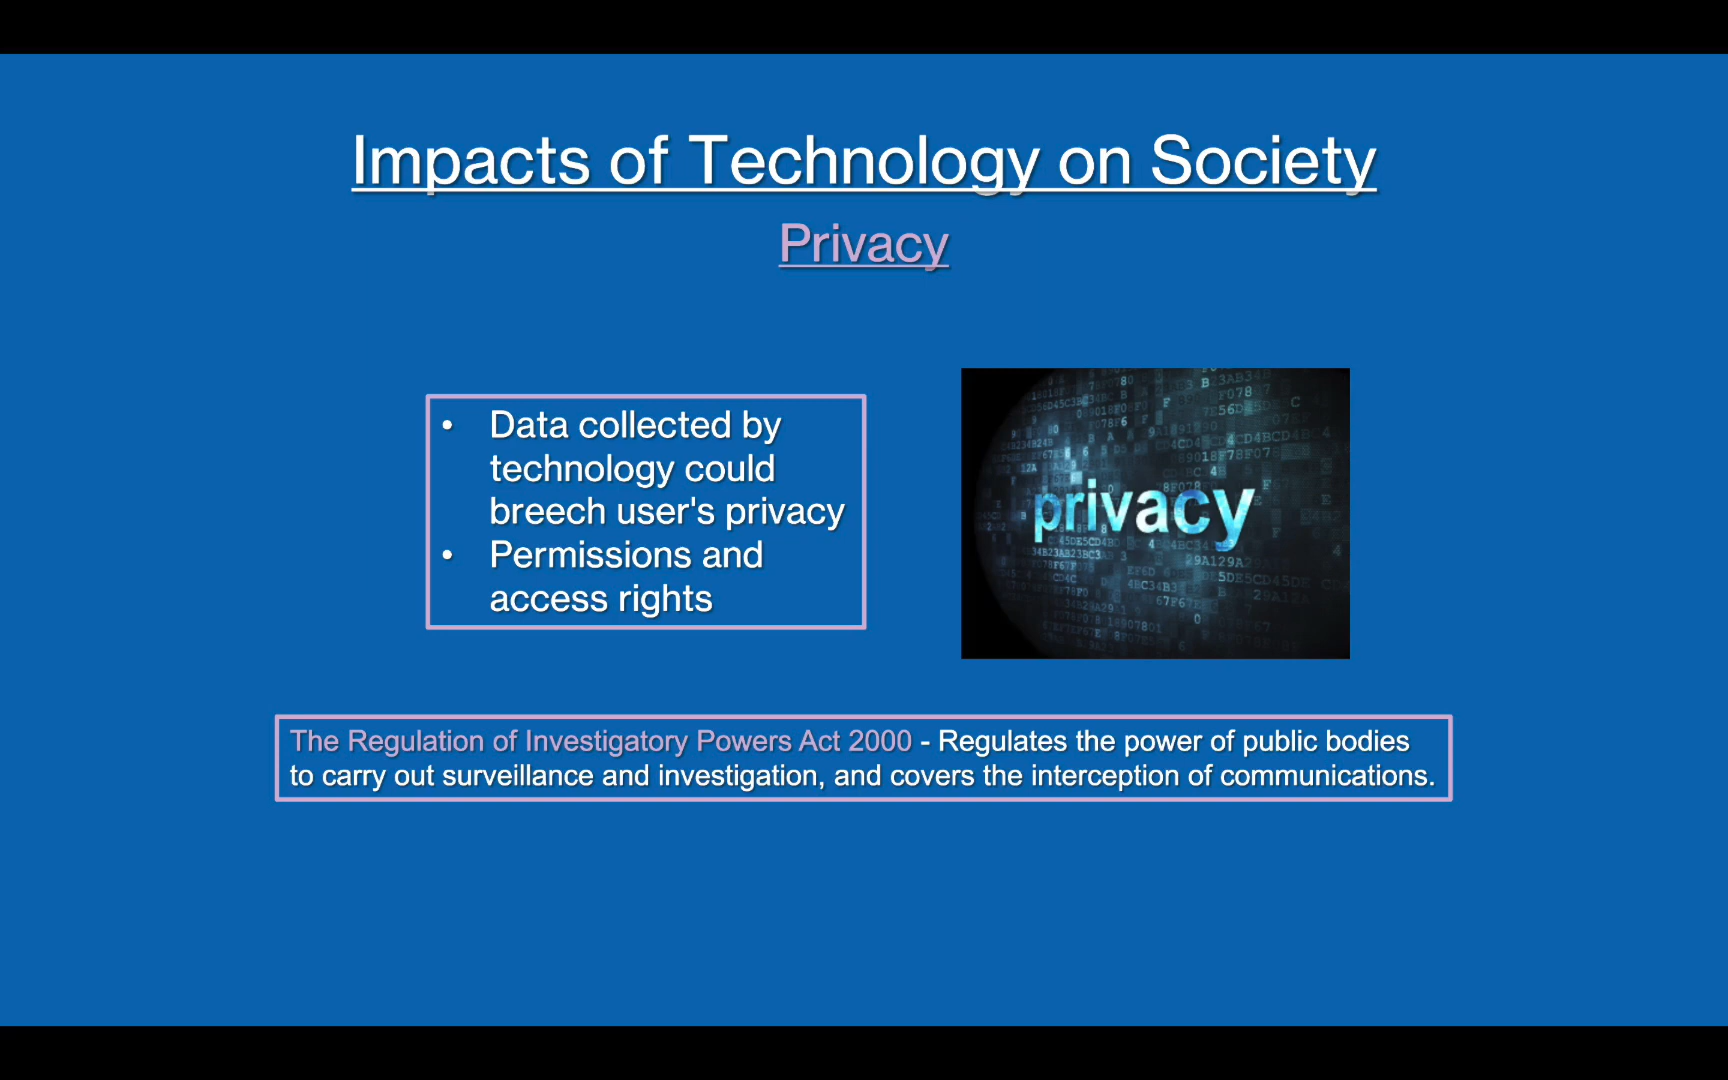 Impacts of Technology on Society
Privacy
• Data collected by
technology could
breech user's privacy
• Permissions and
access rights
privacy
The Regulation of Investigatory Powers Act 2000 - Regulates the power of public bodies
to carry out surveillance and investigation, and covers the interception of communications.